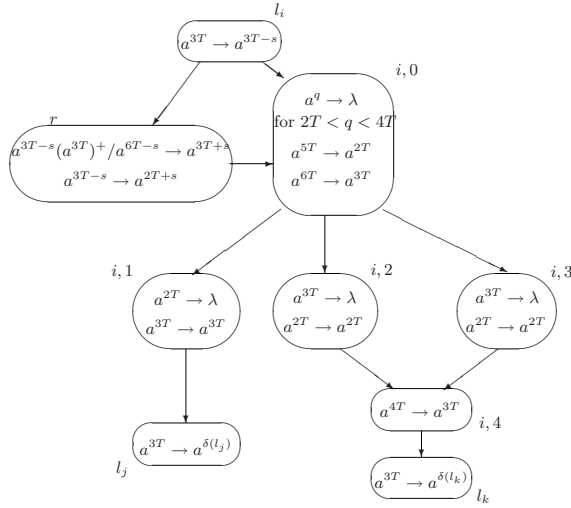 l_i
a^{3T} → a^{3T−s}
i, 0
a^q → λ
for 2T < q < 4T
a^{5T} → a^{2T}
a^{6T} → a^{3T}
r
a^{3T−s}(a^{3T})^+/a^{6T−s} → a^{3T+s}
a^{3T−s} → a^{2T+s}
i, 1
a^{2T} → λ
a^{3T} → a^{3T}
i, 2
a^{3T} → λ
a^{2T} → a^{2T}
i, 3
a^{3T} → λ
a^{2T} → a^{2T}
a^{4T} → a^{3T}
i, 4
a^{3T} → a^{δ(l_j)}
l_j
a^{3T} → a^{δ(l_k)}
l_k